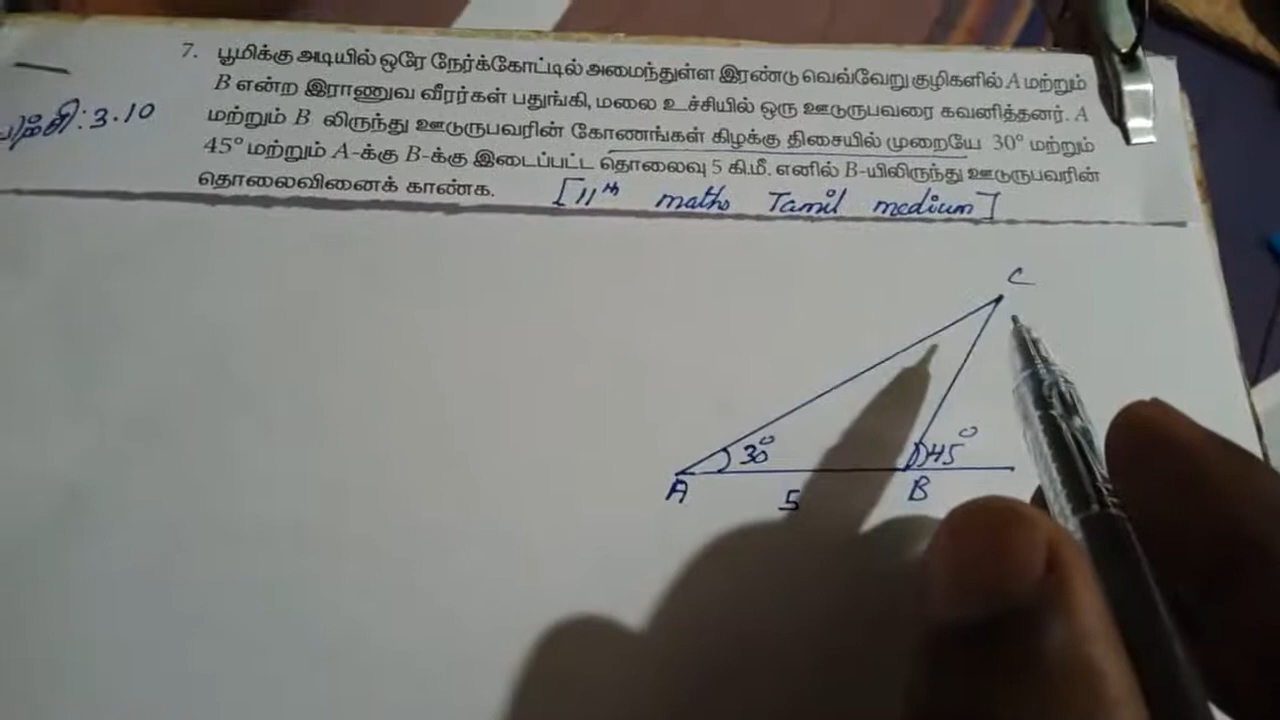 7. பூமிக்கு அடியில் ஒரே நேர்க்கோட்டில் அமைந்துள்ள இரண்டு வெவ்வேறு குழிகளில் A மற்றும்
B என்ற இராணுவ வீரர்கள் பதுங்கி, மலை உச்சியில் ஒரு ஊடுருபவரை கவனித்தனர். A
மற்றும் B லிருந்து ஊடுருபவரின் கோணங்கள் கிழக்கு திசையில் முறையே 30° மற்றும்
45° மற்றும் A-க்கு B-க்கு இடைப்பட்ட தொலைவு 5 கி.மீ. எனில் B-யிலிருந்து ஊடுருபவரின்
தொலைவினைக் காண்க.
[11th maths Tamil medium]
: 3.10
C
30° 45°
A 5 B